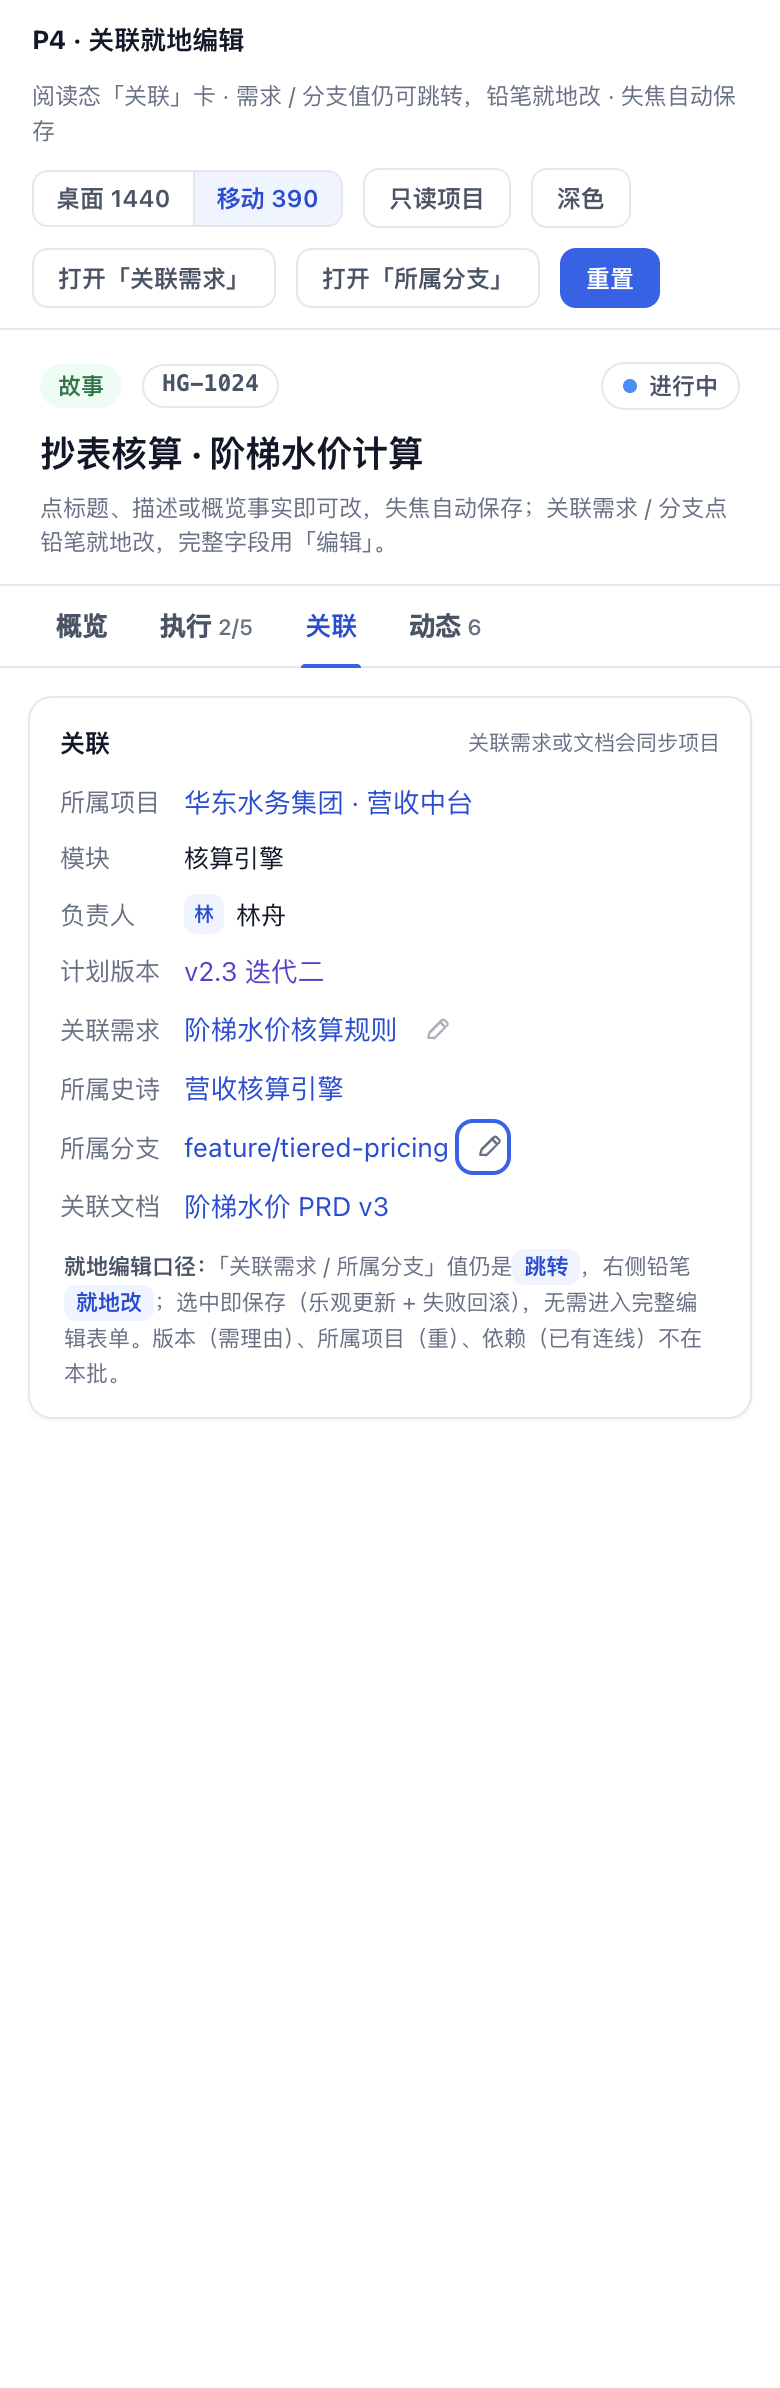 P4 · 关联就地编辑
阅读态「关联」卡 · 需求 / 分支值仍可跳转，铅笔就地改 · 失焦自动保
存
桌面 1440 移动 390 只读项目 深色
打开「关联需求」 打开「所属分支」 重置
故事 HG-1024 进行中
抄表核算 · 阶梯水价计算
点标题、描述或概览事实即可改，失焦自动保存；关联需求 / 分支点
铅笔就地改，完整字段用「编辑」。
概览 执行 2/5 关联 动态 6
关联 关联需求或文档会同步项目
所属项目 华东水务集团 · 营收中台
模块 核算引擎
负责人 林 林舟
计划版本 v2.3 迭代二
关联需求 阶梯水价核算规则
所属史诗 营收核算引擎
所属分支 feature/tiered-pricing
关联文档 阶梯水价 PRD v3
就地编辑口径：「关联需求 / 所属分支」值仍是 跳转 ，右侧铅笔
就地改 ；选中即保存（乐观更新 + 失败回滚），无需进入完整编
辑表单。版本（需理由）、所属项目（重）、依赖（已有连线）不在
本批。